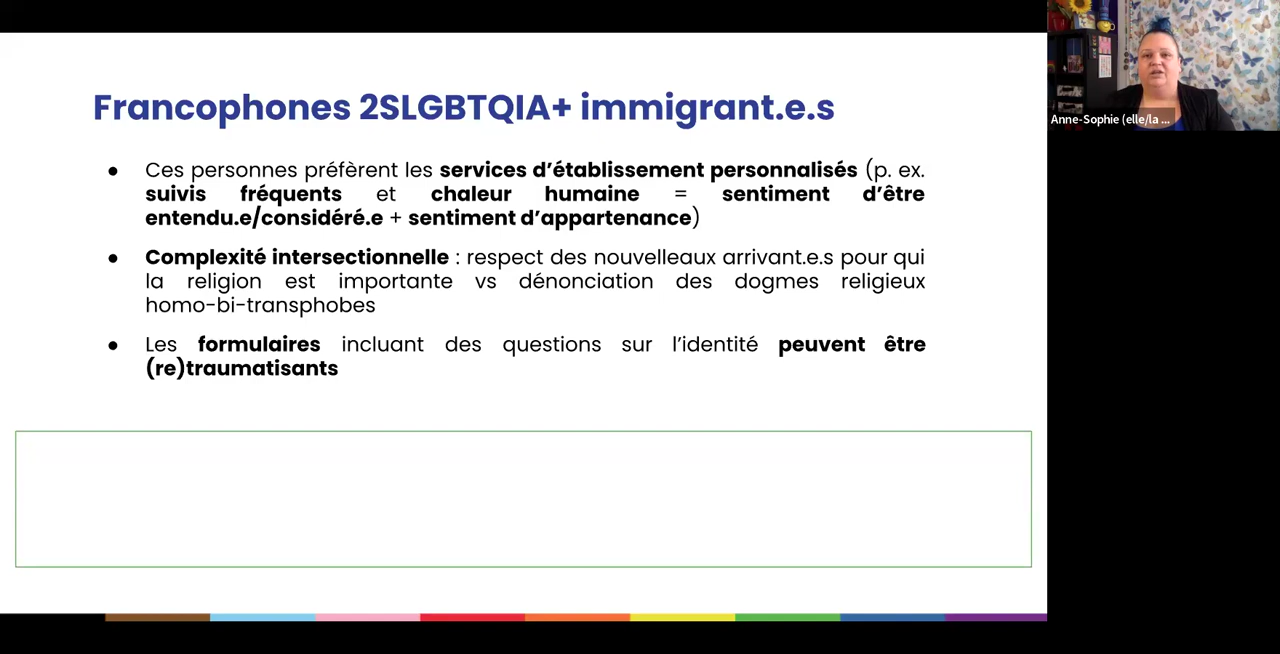 Francophones 2SLGBTQIA+ immigrant.e.s
● Ces personnes préfèrent les services d’établissement personnalisés (p. ex.
suivis fréquents et chaleur humaine = sentiment d’être
entendu.e/considéré.e + sentiment d’appartenance)
● Complexité intersectionnelle : respect des nouvelleaux arrivant.e.s pour qui
la religion est importante vs dénonciation des dogmes religieux
homo-bi-transphobes
● Les formulaires incluant des questions sur l’identité peuvent être
(re)traumatisants
Anne-Sophie (elle/la ...